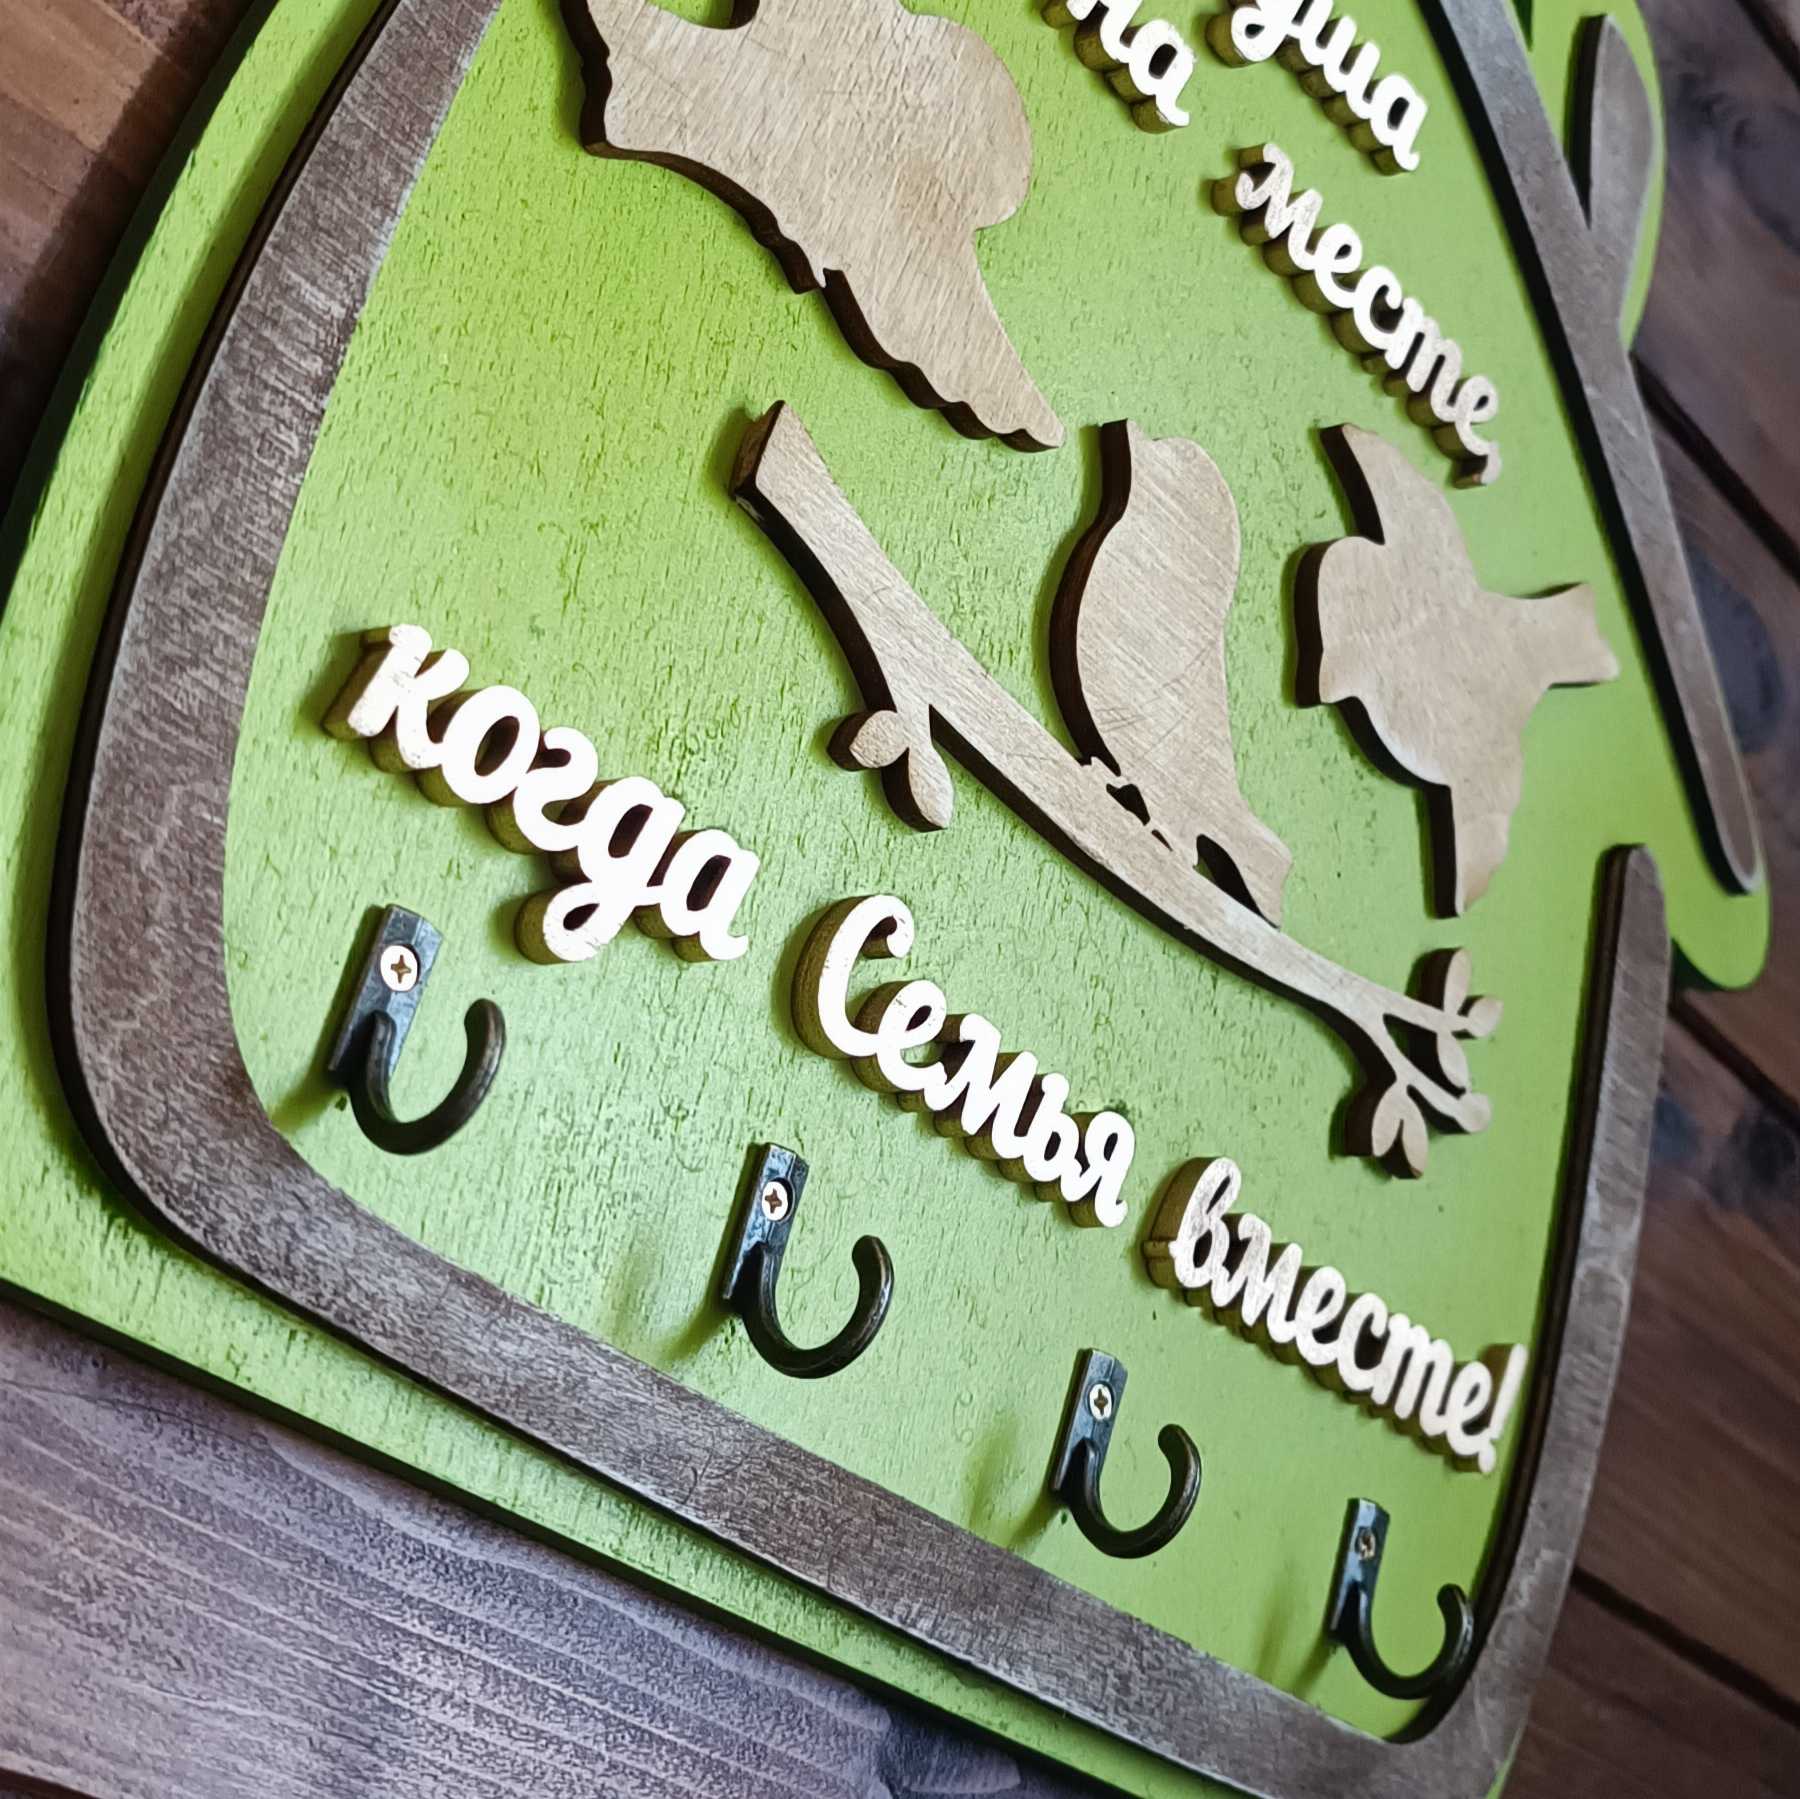 на
месте,
когда Семья вместе!